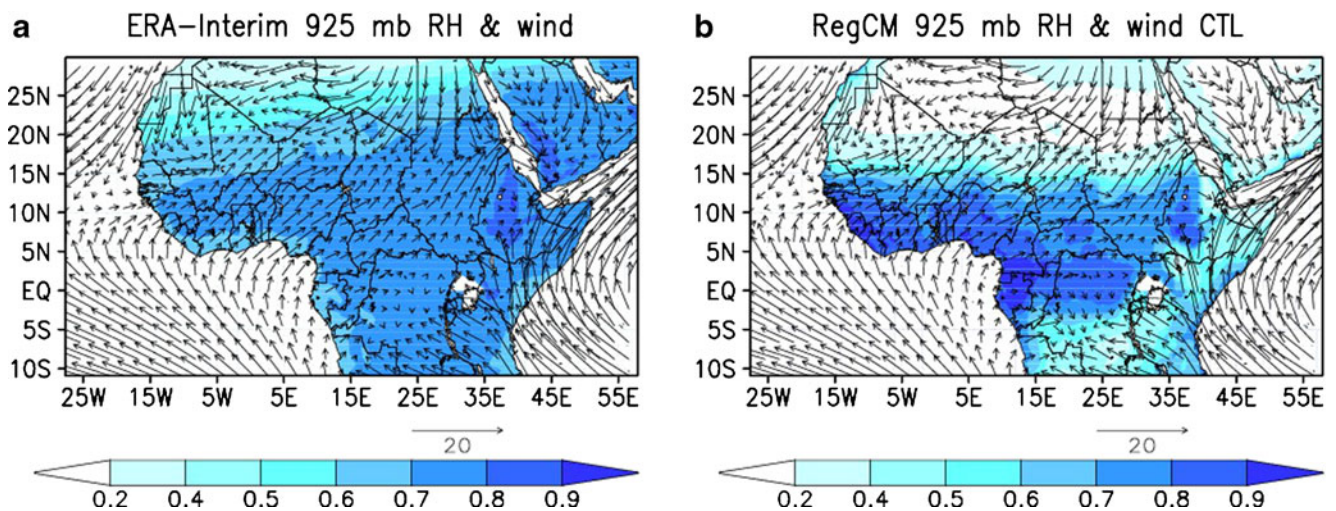 a ERA-Interim 925 mb RH & wind
25N
20N
15N
10N
5N
EQ
5S
10S
25W 15W 5W 5E 15E 25E 35E 45E 55E
20
0.2 0.4 0.5 0.6 0.7 0.8 0.9
b RegCM 925 mb RH & wind CTL
25N
20N
15N
10N
5N
EQ
5S
10S
25W 15W 5W 5E 15E 25E 35E 45E 55E
20
0.2 0.4 0.5 0.6 0.7 0.8 0.9